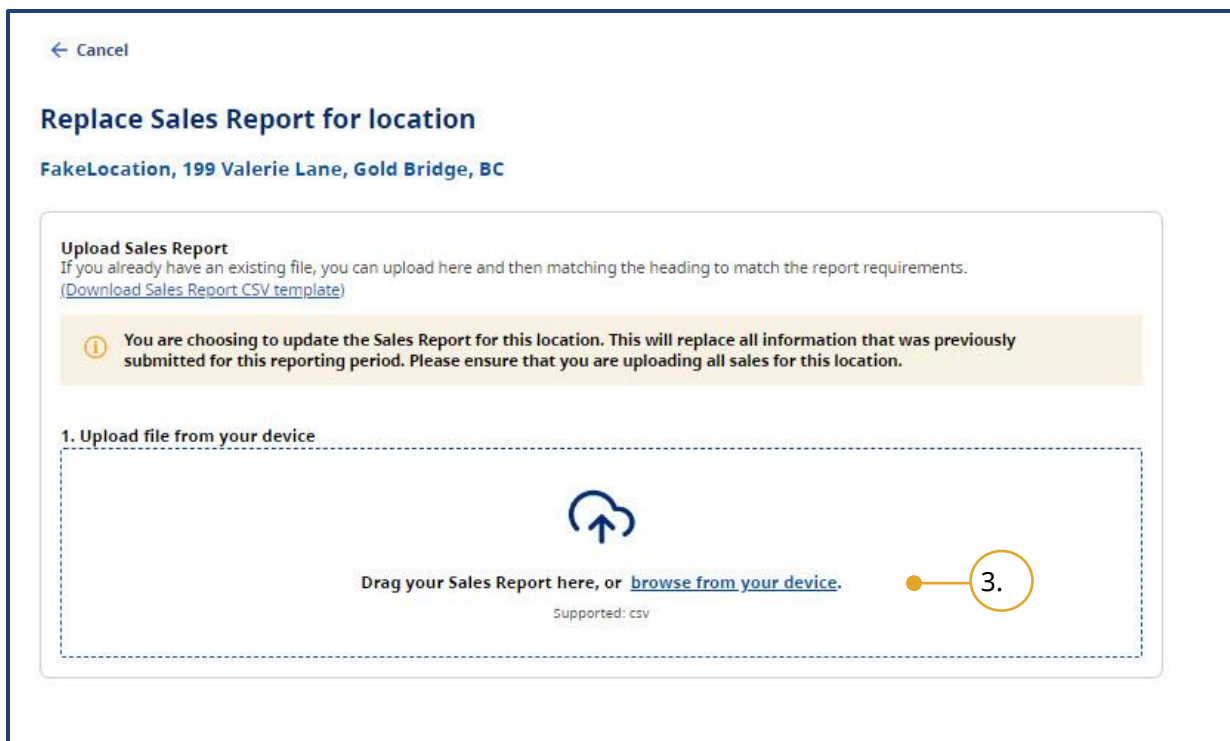 Cancel
Replace Sales Report for location
FakeLocation, 199 Valerie Lane, Gold Bridge, BC
Upload Sales Report
If you already have an existing file, you can upload here and then matching the heading to match the report requirements.
(Download Sales Report CSV template)
You are choosing to update the Sales Report for this location. This will replace all information that was previously
submitted for this reporting period. Please ensure that you are uploading all sales for this location.
1. Upload file from your device
Drag your Sales Report here, or browse from your device.
3.
Supported: csv